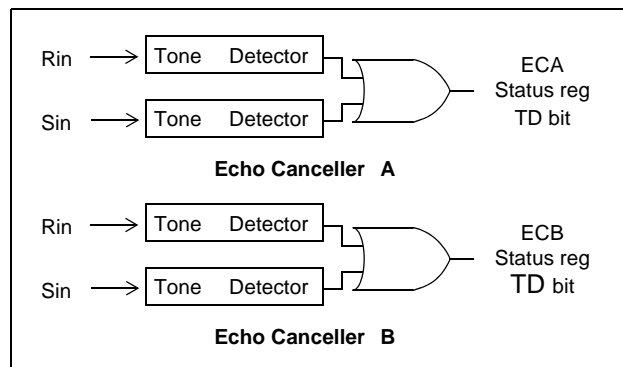 Rin
Tone Detector
Sin
Tone Detector
ECA
Status reg
TD bit
Echo Canceller A
Rin
Tone Detector
Sin
Tone Detector
ECB
Status reg
TD bit
Echo Canceller B